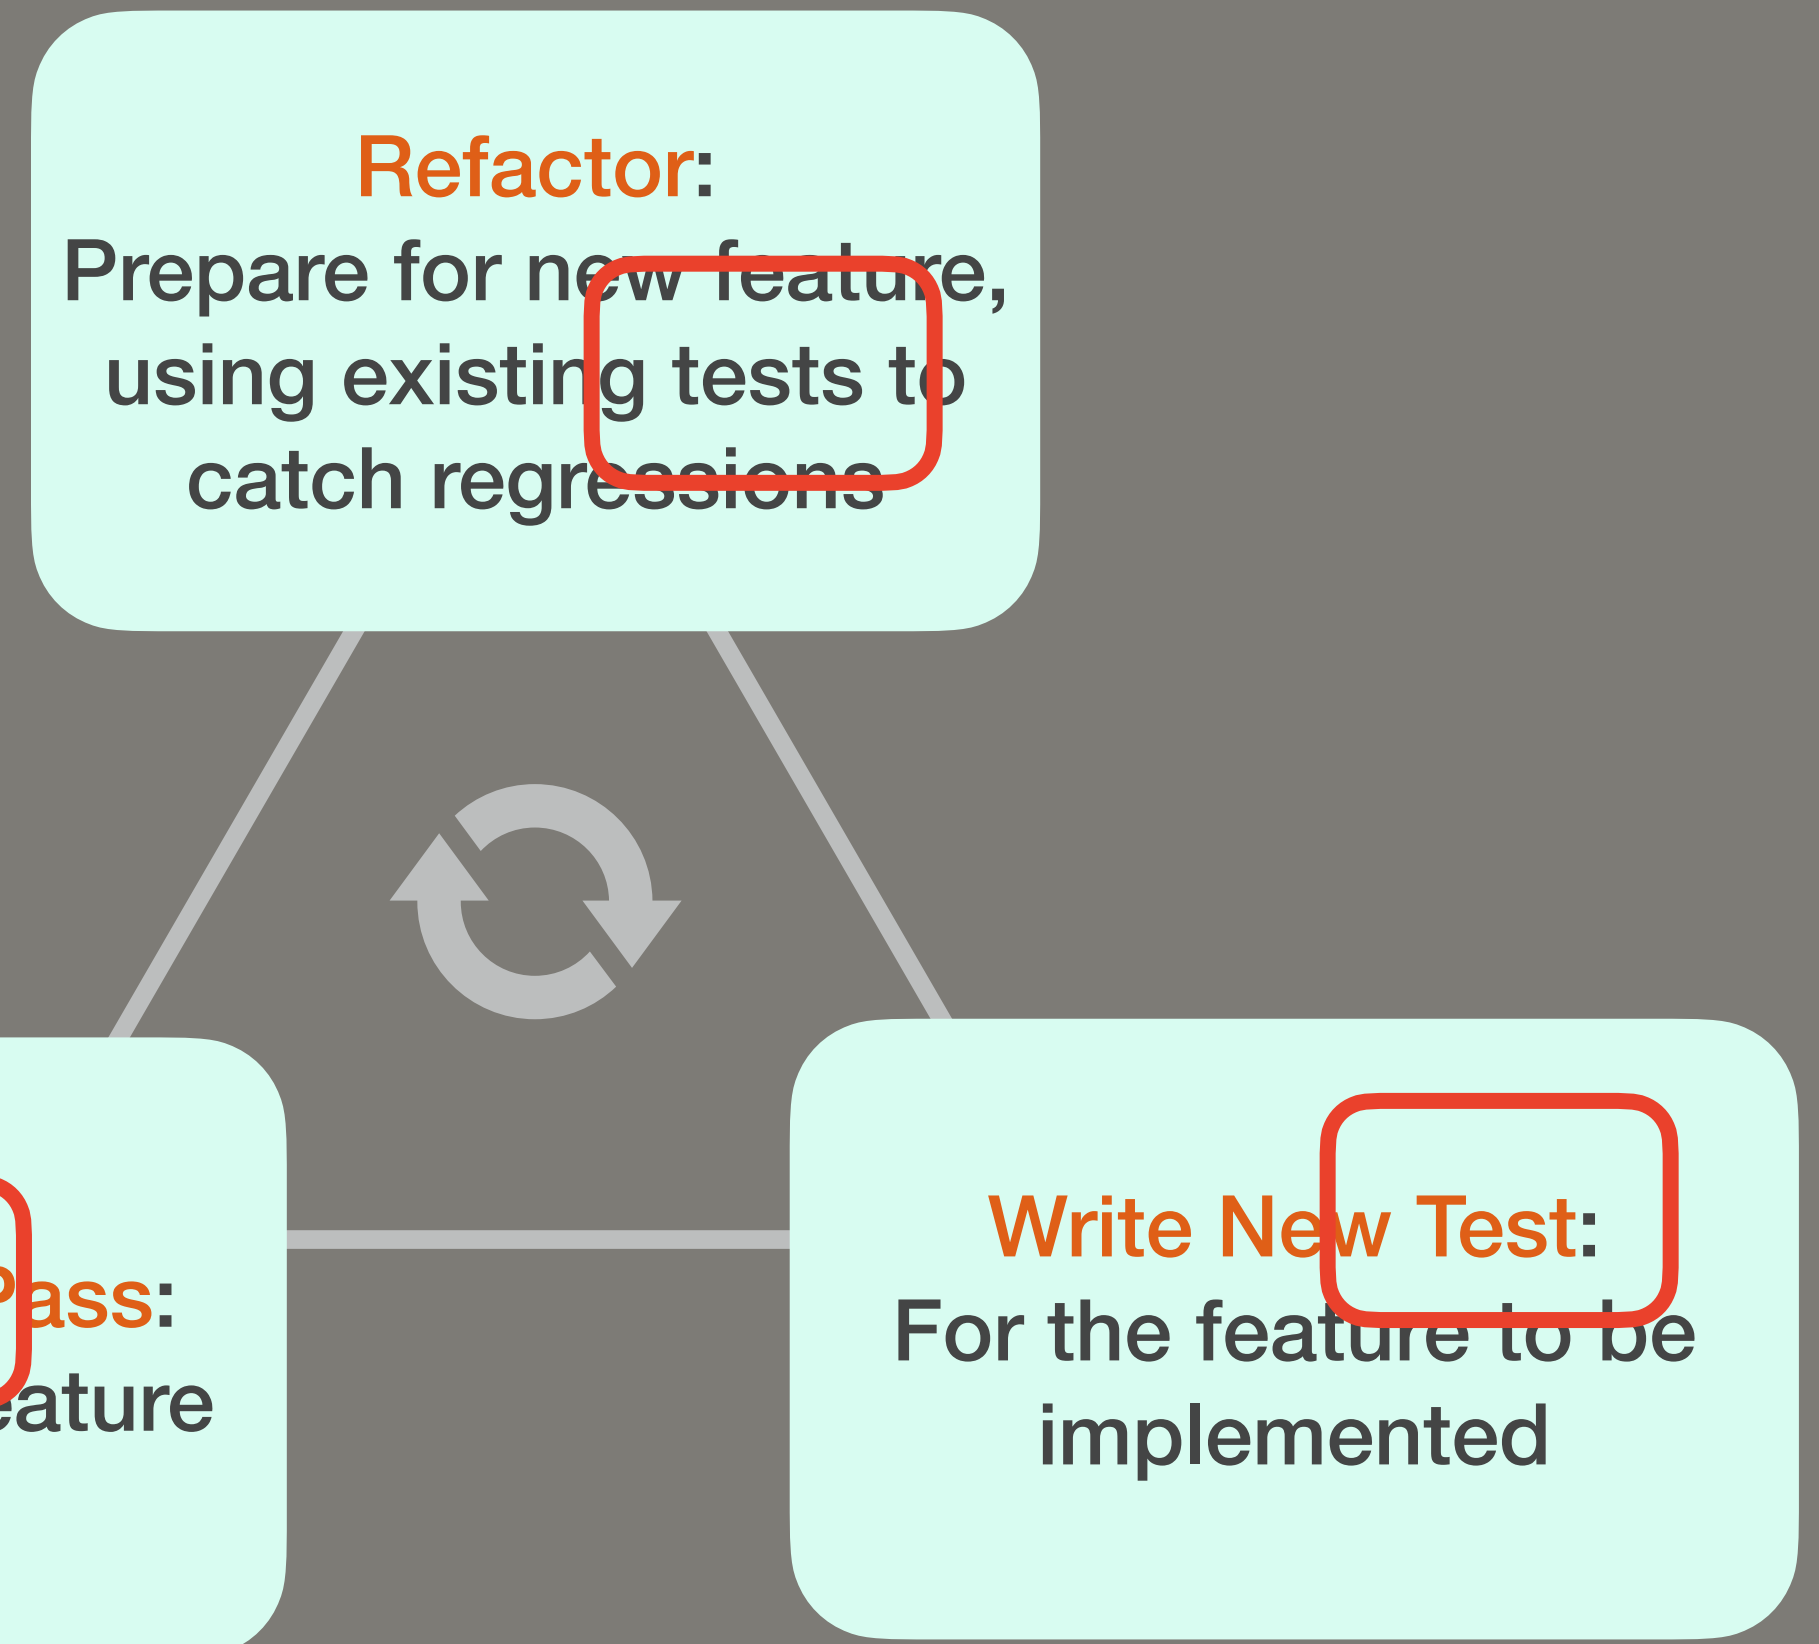 Refactor:
Prepare for new feature,
using existing tests to
catch regressions
Write New Test:
For the feature to be
implemented
Pass:
eature